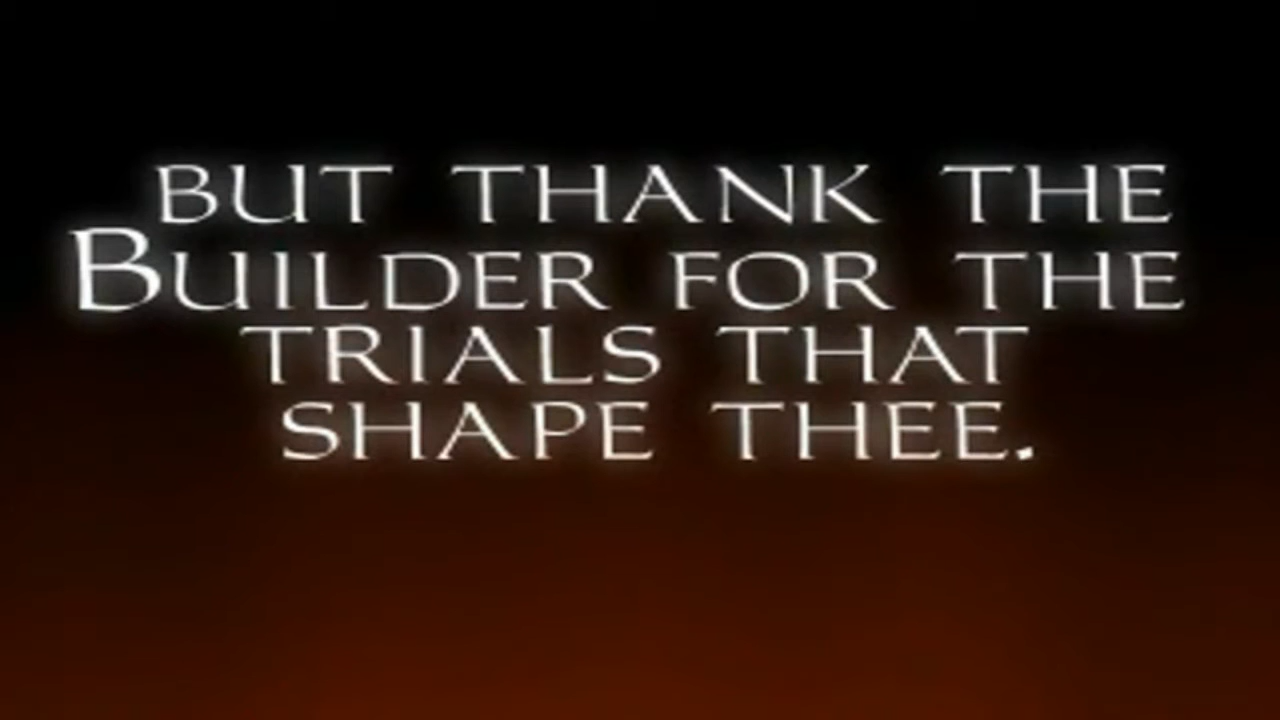 BUT THANK THE
BUILDER FOR THE
TRIALS THAT
SHAPE THEE.